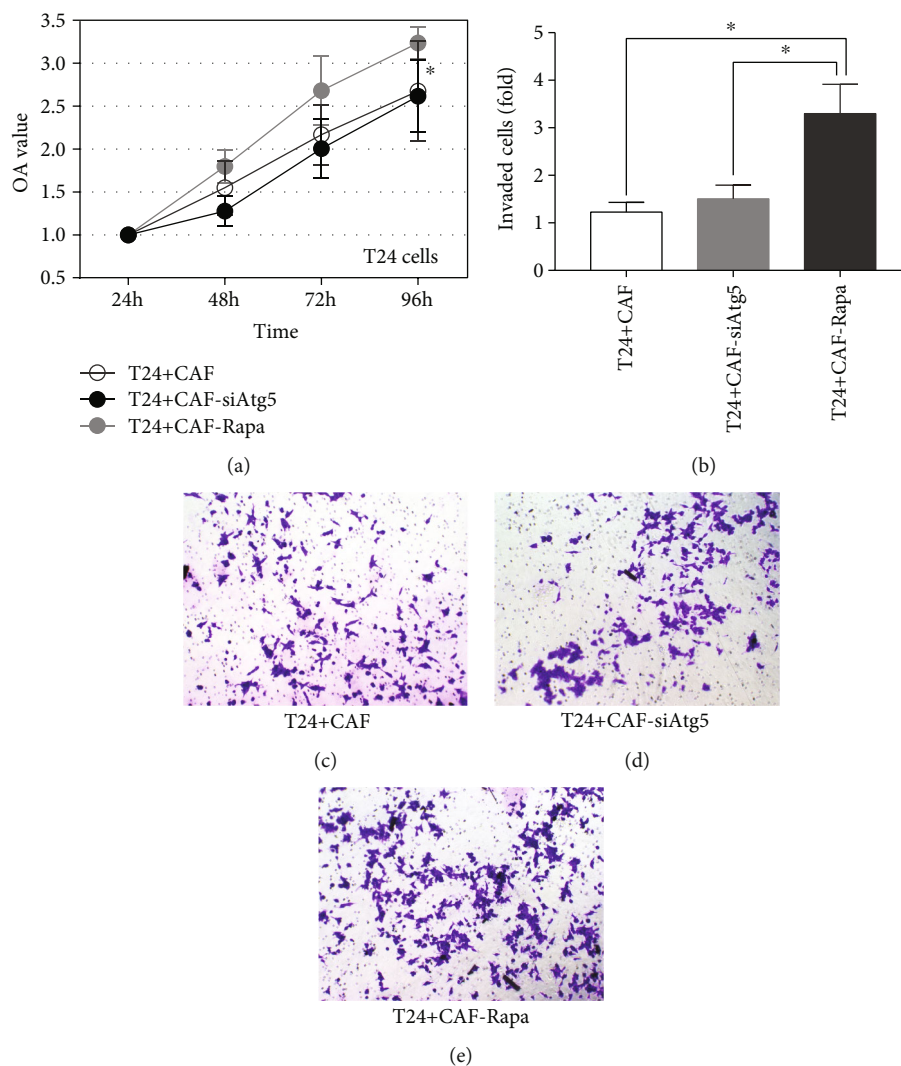 3.5
3.0
2.5
2.0
1.5
1.0
0.5
OA value
*
T24 cells
24h 48h 72h 96h
Time
T24+CAF
T24+CAF-siAtg5
T24+CAF-Rapa
(a)
5
4
3
2
1
0
Invaded cells (fold)
*
*
T24+CAF
T24+CAF-siAtg5
T24+CAF-Rapa
(b)
T24+CAF
(c)
T24+CAF-siAtg5
(d)
T24+CAF-Rapa
(e)